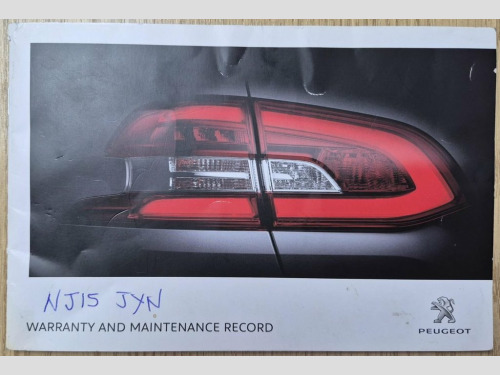 NJ15 JYN
WARRANTY AND MAINTENANCE RECORD
PEUGEOT